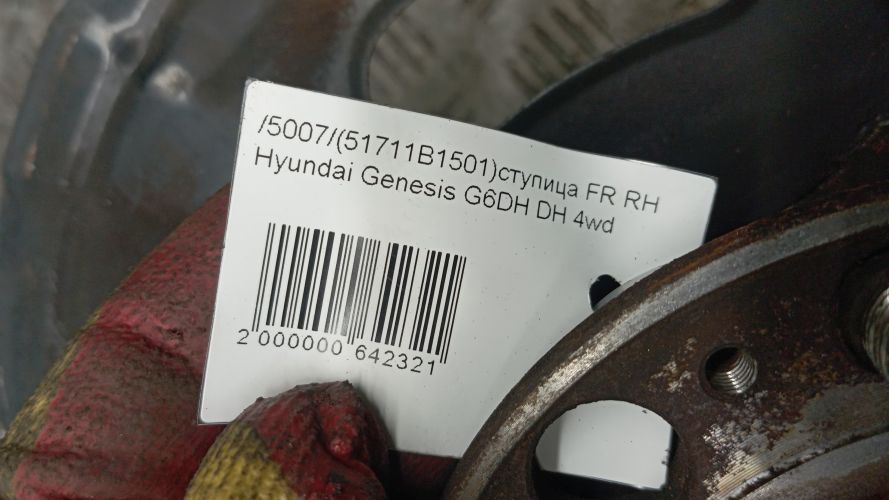 /5007/(51711B1501)ступица FR RH
Hyundai Genesis G6DH DH 4wd
2 000000 642321